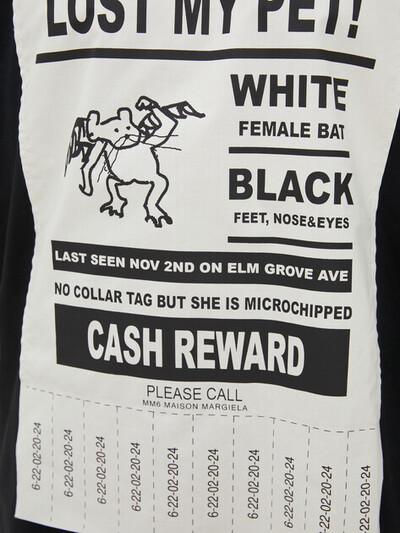 LOST MY PET!
WHITE
FEMALE BAT
BLACK
FEET, NOSE&EYES
LAST SEEN NOV 2ND ON ELM GROVE AVE
NO COLLAR TAG BUT SHE IS MICROCHIPPED
CASH REWARD
PLEASE CALL
MM6 MAISON MARGIELA
6-22-02-20-24
6-22-02-20-24
6-22-02-20-24
6-22-02-20-24
6-22-02-20-24
6-22-02-20-24
6-22-02-20-24
6-22-02-20-24
6-22-02-20-24
-02-20-24